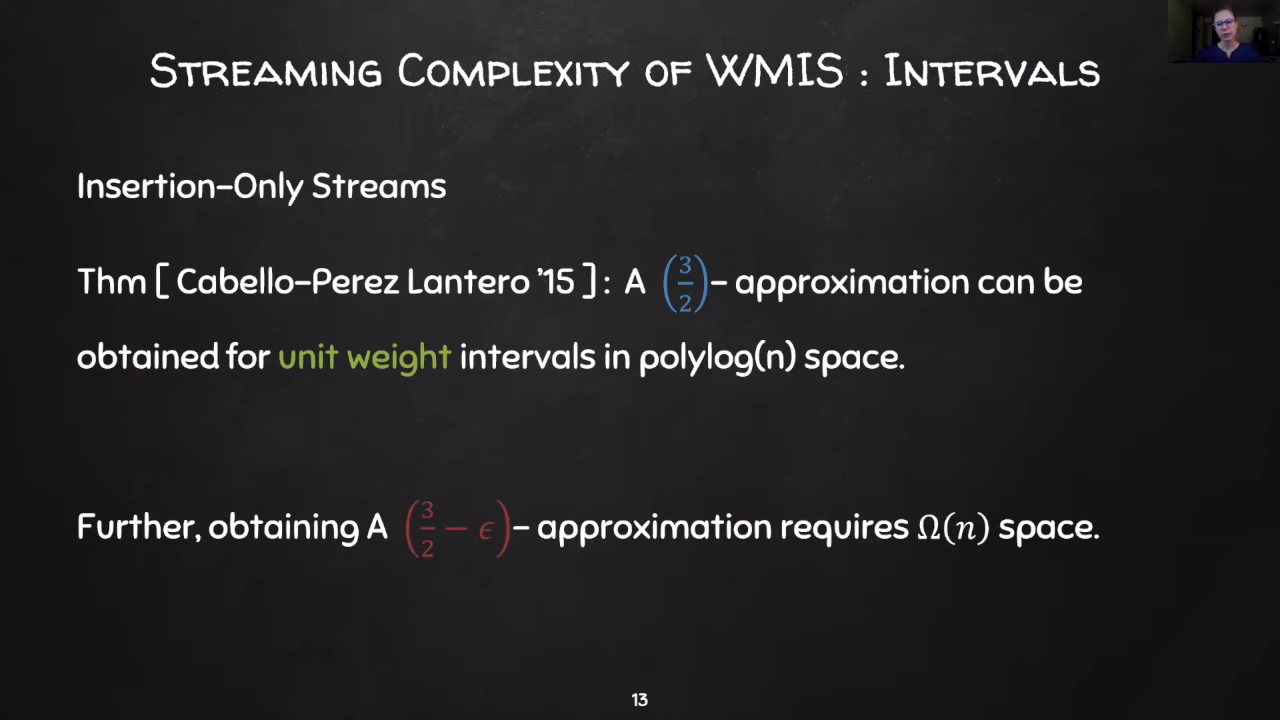 STREAMING COMPLEXITY OF WMIS : INTERVALS
Insertion-Only Streams
Thm [ Cabello-Perez Lantero ’15 ] : A (3/2)- approximation can be
obtained for unit weight intervals in polylog(n) space.
Further, obtaining A (3/2 − ϵ)- approximation requires Ω(n) space.
13